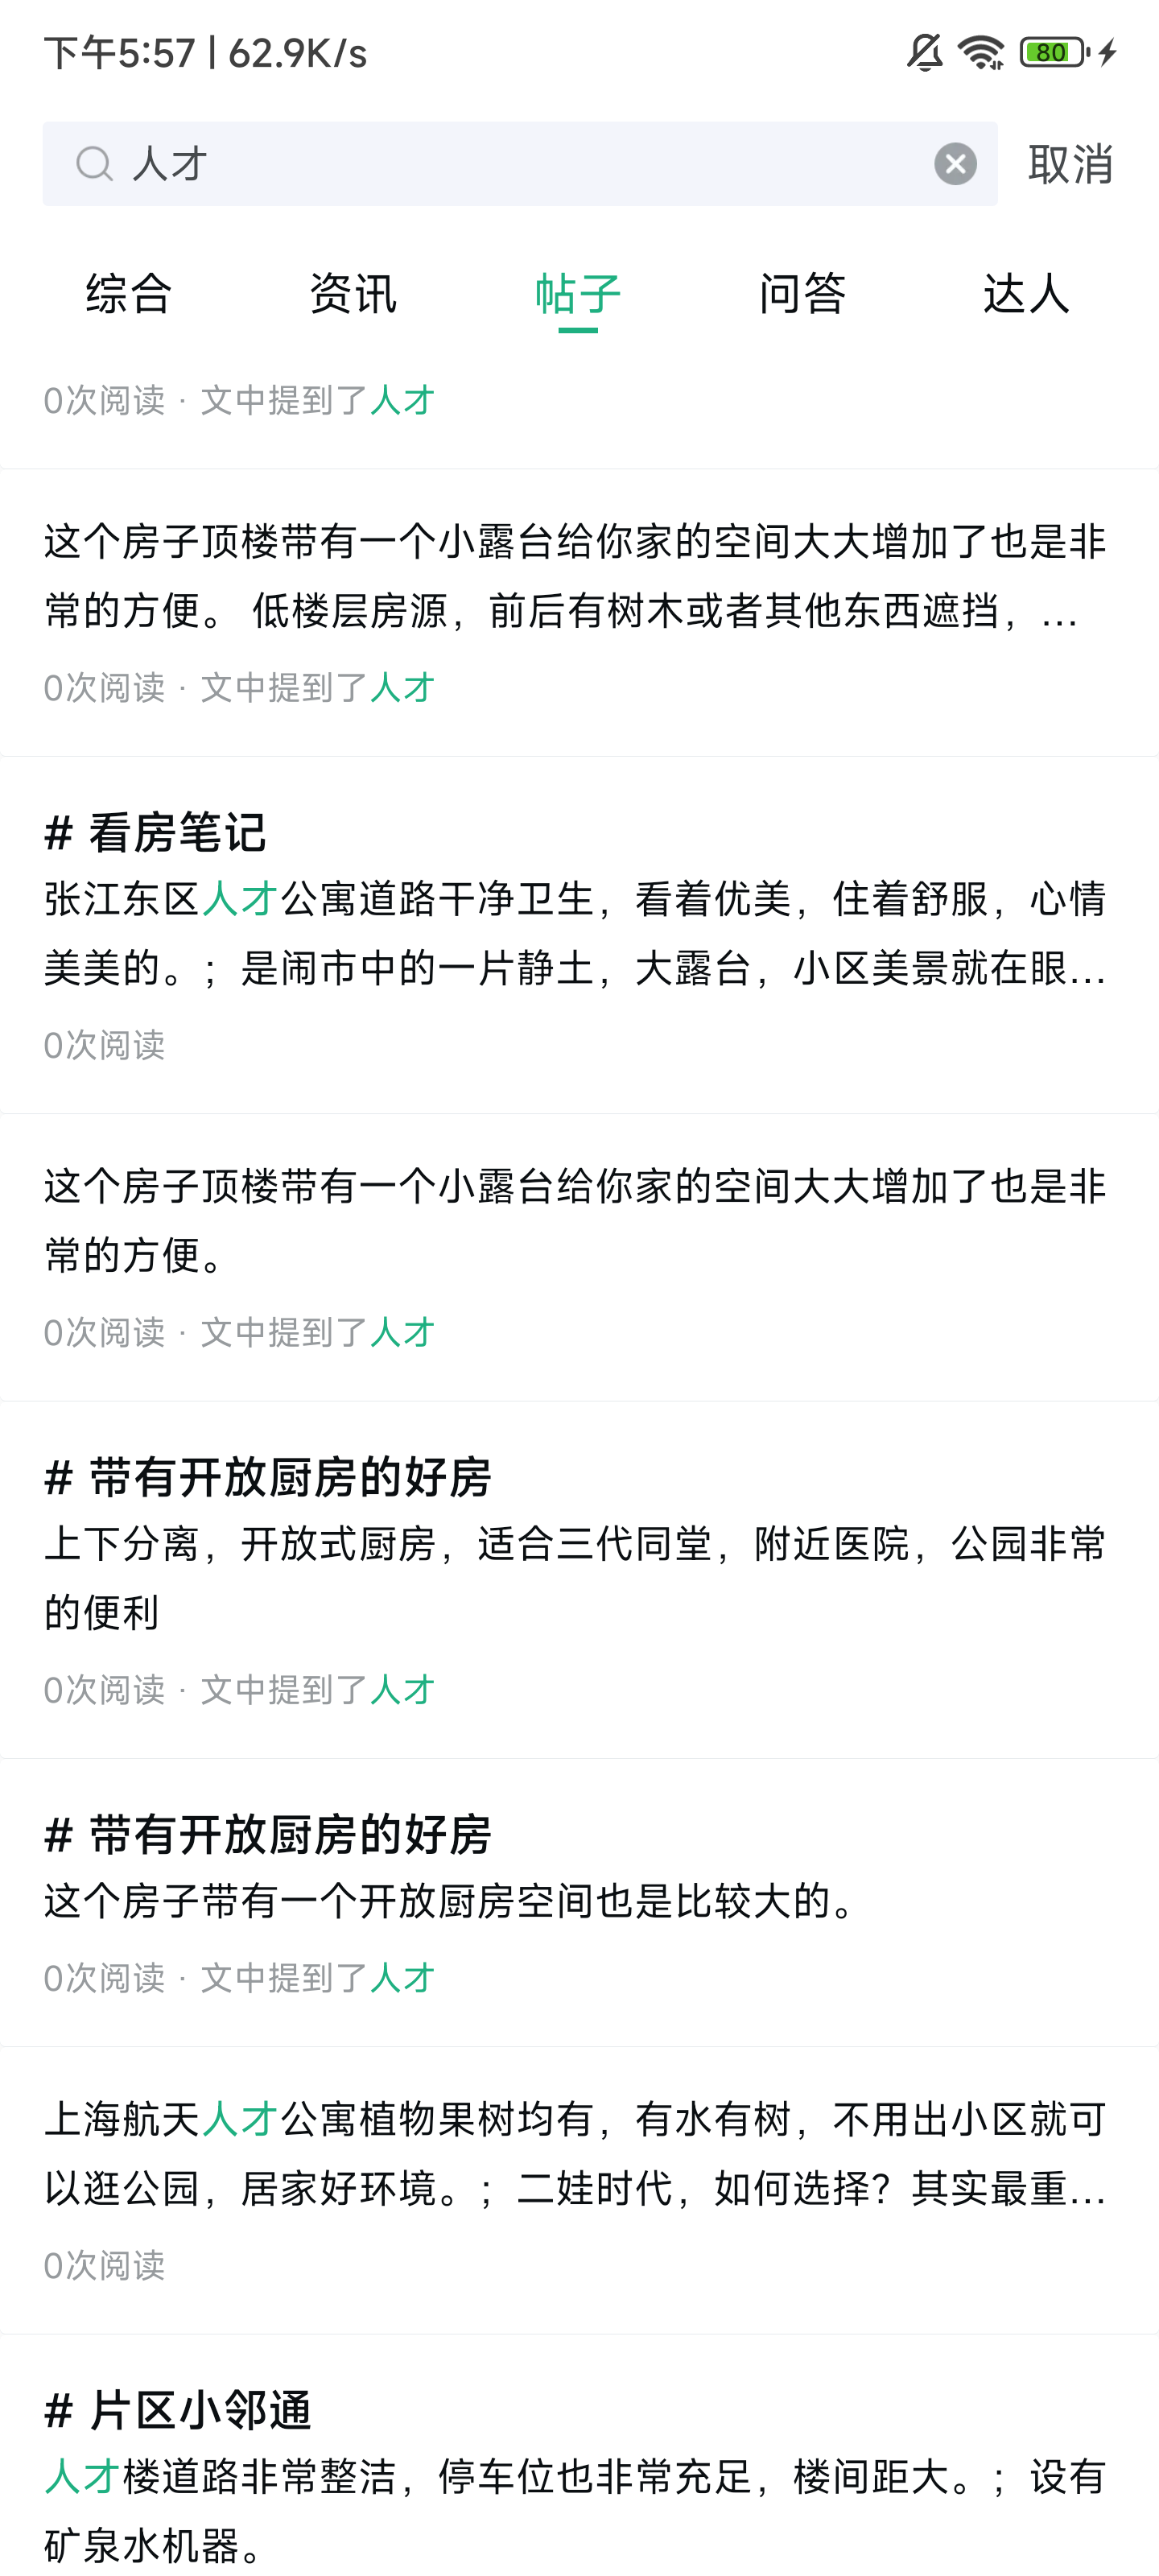 下午5:57 | 62.9K/s
80
人才
取消
综合 资讯 帖子 问答 达人
0次阅读 · 文中提到了人才
这个房子顶楼带有一个小露台给你家的空间大大增加了也是非
常的方便。 低楼层房源，前后有树木或者其他东西遮挡，...
0次阅读 · 文中提到了人才
# 看房笔记
张江东区人才公寓道路干净卫生，看着优美，住着舒服，心情
美美的。；是闹市中的一片静土，大露台，小区美景就在眼...
0次阅读
这个房子顶楼带有一个小露台给你家的空间大大增加了也是非
常的方便。
0次阅读 · 文中提到了人才
# 带有开放厨房的好房
上下分离，开放式厨房，适合三代同堂，附近医院，公园非常
的便利
0次阅读 · 文中提到了人才
# 带有开放厨房的好房
这个房子带有一个开放厨房空间也是比较大的。
0次阅读 · 文中提到了人才
上海航天人才公寓植物果树均有，有水有树，不用出小区就可
以逛公园，居家好环境。；二娃时代，如何选择？其实最重...
0次阅读
# 片区小邻通
人才楼道路非常整洁，停车位也非常充足，楼间距大。；设有
矿泉水机器。